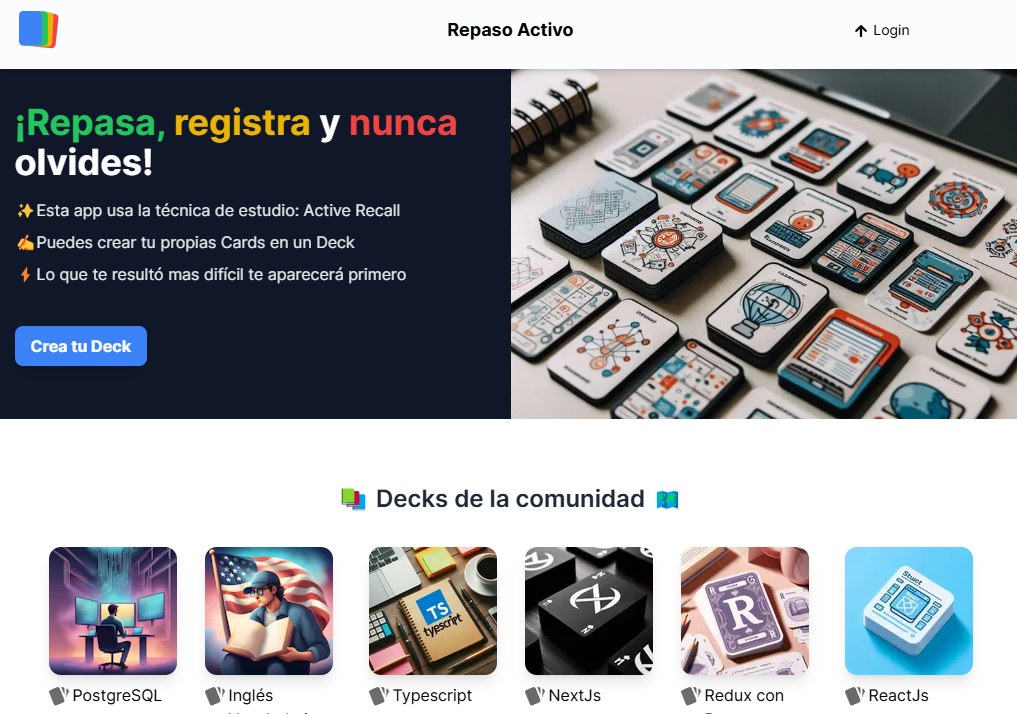 Repaso Activo
Login
¡Repasa, registra y nunca
olvides!
✨Esta app usa la técnica de estudio: Active Recall
✍Puedes crear tu propias Cards en un Deck
⚡Lo que te resultó mas difícil te aparecerá primero
Crea tu Deck
Decks de la comunidad
TS
typescript
R
PostgreSQL
Inglés
Typescript
NextJs
Redux con
ReactJs